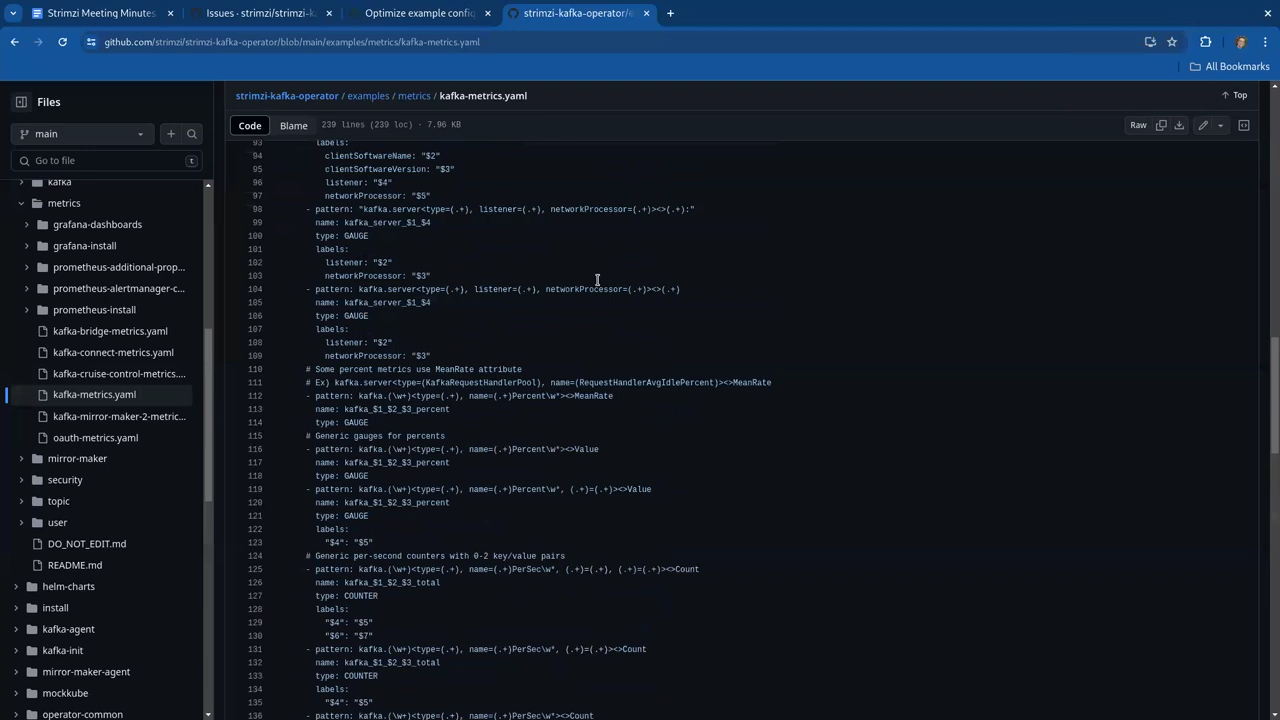 Strimzi Meeting Minutes
Issues · strimzi/strimzi-k
Optimize example config
strimzi-kafka-operator/e
github.com/strimzi/strimzi-kafka-operator/blob/main/examples/metrics/kafka-metrics.yaml
All Bookmarks
Files
strimzi-kafka-operator / examples / metrics / kafka-metrics.yaml
Top
main
Code
Blame
239 lines (239 loc) · 7.96 KB
Raw
Go to file
t
kafka
metrics
grafana-dashboards
grafana-install
prometheus-additional-prop...
prometheus-alertmanager-c...
prometheus-install
kafka-bridge-metrics.yaml
kafka-connect-metrics.yaml
kafka-cruise-control-metrics....
kafka-metrics.yaml
kafka-mirror-maker-2-metric...
oauth-metrics.yaml
mirror-maker
security
topic
user
DO_NOT_EDIT.md
README.md
helm-charts
install
kafka-agent
kafka-init
mirror-maker-agent
mockkube
operator-common
93 labels:
94 clientSoftwareName: "$2"
95 clientSoftwareVersion: "$3"
96 listener: "$4"
97 networkProcessor: "$5"
98 - pattern: "kafka.server<type=(.+), listener=(.+), networkProcessor=(.+)><>(.+):"
99 name: kafka_server_$1_$4
100 type: GAUGE
101 labels:
102 listener: "$2"
103 networkProcessor: "$3"
104 - pattern: kafka.server<type=(.+), listener=(.+), networkProcessor=(.+)><>(.+)
105 name: kafka_server_$1_$4
106 type: GAUGE
107 labels:
108 listener: "$2"
109 networkProcessor: "$3"
110 # Some percent metrics use MeanRate attribute
111 # Ex) kafka.server<type=(KafkaRequestHandlerPool), name=(RequestHandlerAvgIdlePercent)><>MeanRate
112 - pattern: kafka.(\w+)<type=(.+), name=(.+)Percent\w*><>MeanRate
113 name: kafka_$1_$2_$3_percent
114 type: GAUGE
115 # Generic gauges for percents
116 - pattern: kafka.(\w+)<type=(.+), name=(.+)Percent\w*><>Value
117 name: kafka_$1_$2_$3_percent
118 type: GAUGE
119 - pattern: kafka.(\w+)<type=(.+), name=(.+)Percent\w*, (.+)=(.+)><>Value
120 name: kafka_$1_$2_$3_percent
121 type: GAUGE
122 labels:
123 "$4": "$5"
124 # Generic per-second counters with 0-2 key/value pairs
125 - pattern: kafka.(\w+)<type=(.+), name=(.+)PerSec\w*, (.+)=(.+), (.+)=(.+)><>Count
126 name: kafka_$1_$2_$3_total
127 type: COUNTER
128 labels:
129 "$4": "$5"
130 "$6": "$7"
131 - pattern: kafka.(\w+)<type=(.+), name=(.+)PerSec\w*, (.+)=(.+)><>Count
132 name: kafka_$1_$2_$3_total
133 type: COUNTER
134 labels:
135 "$4": "$5"
136 - pattern: kafka.(\w+)<type=(.+), name=(.+)PerSec\w*><>Count